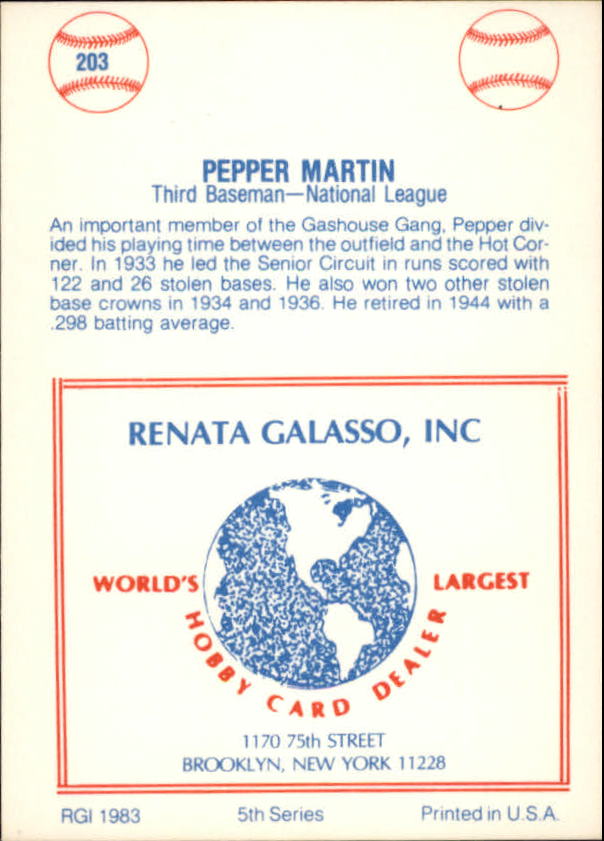 203
PEPPER MARTIN
Third Baseman—National League
An important member of the Gashouse Gang, Pepper div-
ided his playing time between the outfield and the Hot Cor-
ner. In 1933 he led the Senior Circuit in runs scored with
122 and 26 stolen bases. He also won two other stolen
base crowns in 1934 and 1936. He retired in 1944 with a
.298 batting average.
RENATA GALASSO, INC
WORLD'S LARGEST
HOBBY CARD DEALER
1170 75th STREET
BROOKLYN, NEW YORK 11228
RGI 1983 5th Series Printed in U.S.A.